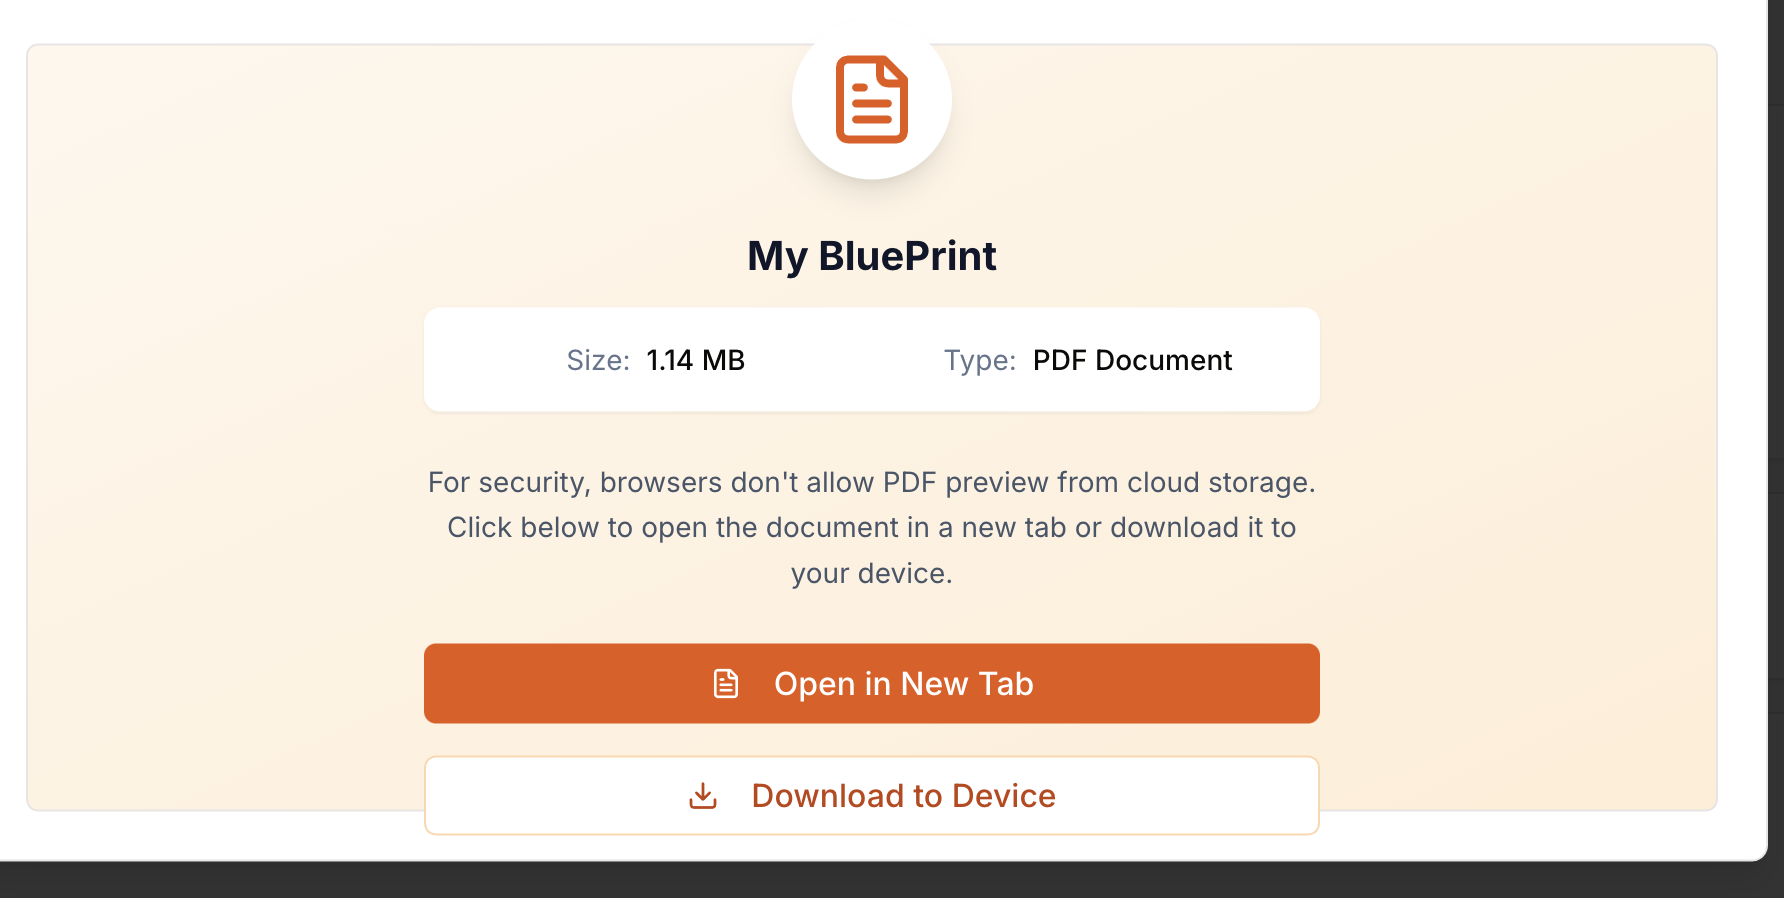 My BluePrint
Size: 1.14 MB Type: PDF Document
For security, browsers don't allow PDF preview from cloud storage.
Click below to open the document in a new tab or download it to
your device.
Open in New Tab
Download to Device